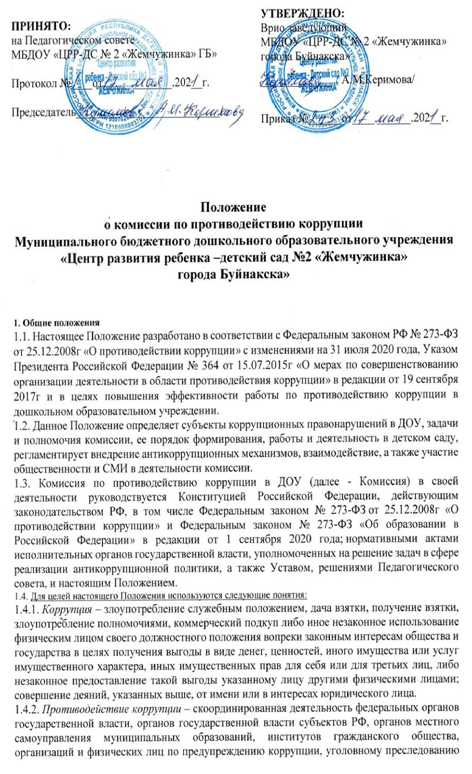 ПРИНЯТО:
на Педагогическом совете
МБДОУ «ЦРР-ДС № 2 «Жемчужинка» ГБ»
Протокол № от 17 мая .2021 г.
Председатель
УТВЕРЖДЕНО:
Врио заведующий
МБДОУ «ЦРР-ДС № 2 «Жемчужинка»
города Буйнакска»
А.М.Керимова/
Приказ № от 17 мая .2021 г.
Положение
о комиссии по противодействию коррупции
Муниципального бюджетного дошкольного образовательного учреждения
«Центр развития ребенка –детский сад №2 «Жемчужинка»
города Буйнакска»
1. Общие положения
1.1. Настоящее Положение разработано в соответствии с Федеральным законом РФ № 273-ФЗ
от 25.12.2008г «О противодействии коррупции» с изменениями на 31 июля 2020 года, Указом
Президента Российской Федерации № 364 от 15.07.2015г «О мерах по совершенствованию
организации деятельности в области противодействия коррупции» в редакции от 19 сентября
2017г и в целях повышения эффективности работы по противодействию коррупции в
дошкольном образовательном учреждении.
1.2. Данное Положение определяет субъекты коррупционных правонарушений в ДОУ, задачи
и полномочия комиссии, ее порядок формирования, работы и деятельность в детском саду,
регламентирует внедрение антикоррупционных механизмов, взаимодействие, а также участие
общественности и СМИ в деятельности комиссии.
1.3. Комиссия по противодействию коррупции в ДОУ (далее - Комиссия) в своей
деятельности руководствуется Конституцией Российской Федерации, действующим
законодательством РФ, в том числе Федеральным законом № 273-ФЗ от 25.12.2008г «О
противодействии коррупции» и Федеральным законом № 273-ФЗ «Об образовании в
Российской Федерации» в редакции от 1 сентября 2020 года; нормативными актами
исполнительных органов государственной власти, уполномоченных на решение задач в сфере
реализации антикоррупционной политики, а также Уставом, решениями Педагогического
совета, и настоящим Положением.
1.4. Для целей настоящего Положения используются следующие понятия:
1.4.1. Коррупция – злоупотребление служебным положением, дача взятки, получение взятки,
злоупотребление полномочиями, коммерческий подкуп либо иное незаконное использование
физическим лицом своего должностного положения вопреки законным интересам общества и
государства в целях получения выгоды в виде денег, ценностей, иного имущества или услуг
имущественного характера, иных имущественных прав для себя или для третьих лиц, либо
незаконное предоставление такой выгоды указанному лицу другими физическими лицами;
совершение деяний, указанных выше, от имени или в интересах юридического лица.
1.4.2. Противодействие коррупции – скоординированная деятельность федеральных органов
государственной власти, органов государственной власти субъектов РФ, органов местного
самоуправления муниципальных образований, институтов гражданского общества,
организаций и физических лиц по предупреждению коррупции, уголовному преследованию